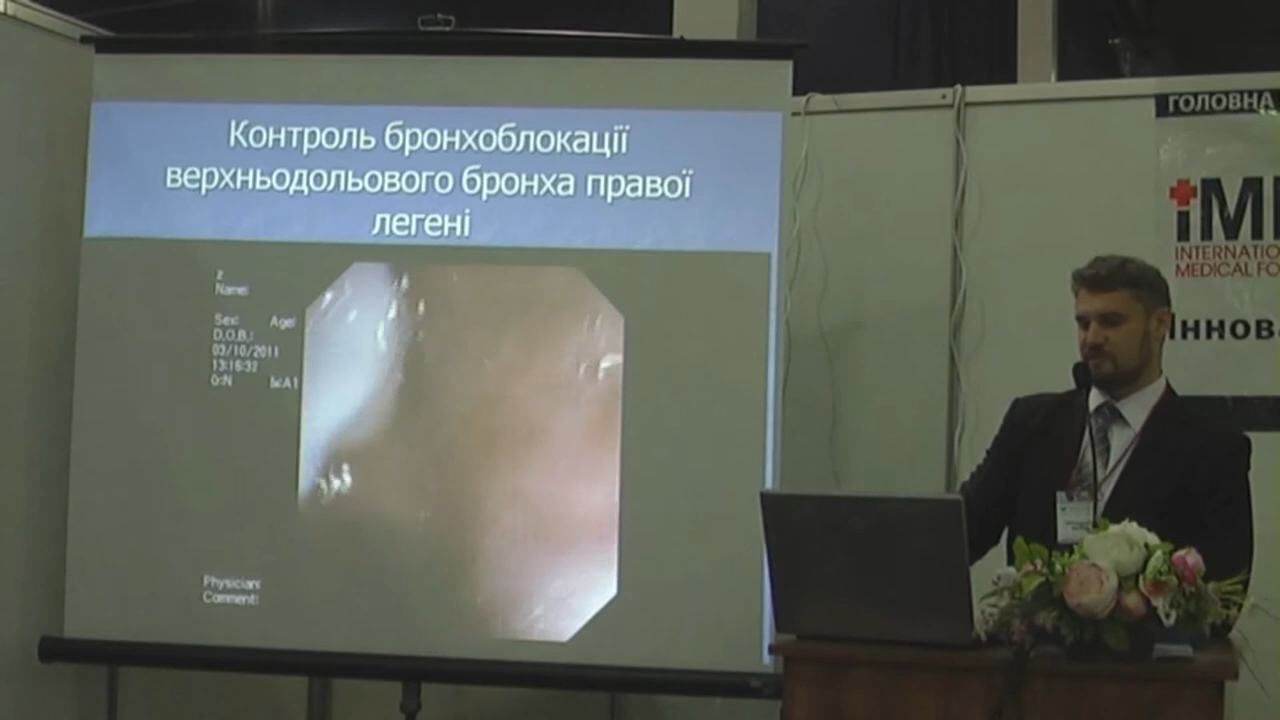 Контроль бронхоблокації
верхньодольового бронха правої
легені
z
Name:
Sex: Age:
D.O.B.:
03/10/2011
13:16:32
Physician:
Comment:
ГОЛОВНА
iM
INTERNATIO
MEDICAL FO
Іннов